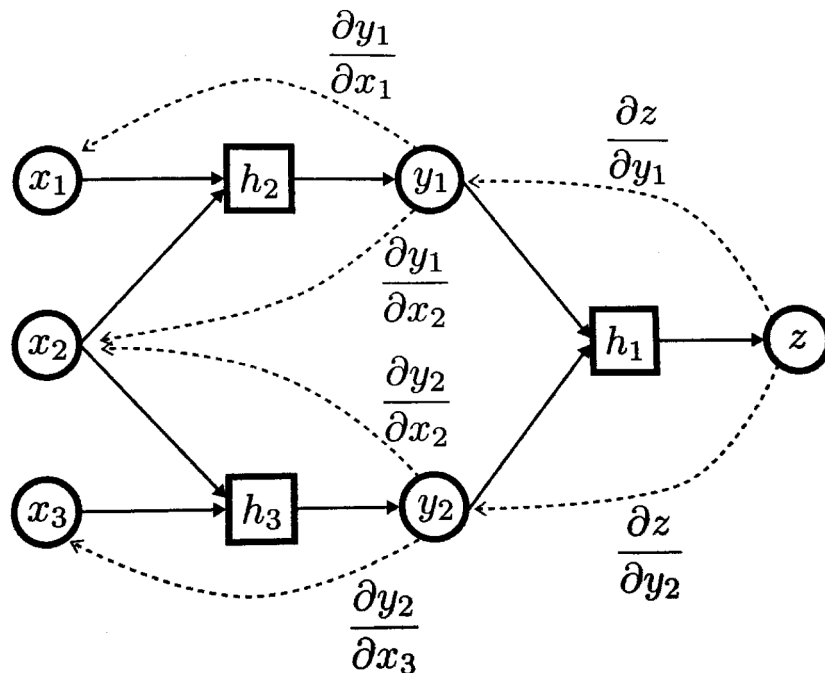 ∂y₁
∂x₁
∂z
∂y₁
x₁ h₂ y₁
∂y₁
∂x₂
x₂ h₁ z
∂y₂
∂x₂
x₃ h₃ y₂
∂z
∂y₂
∂y₂
∂x₃